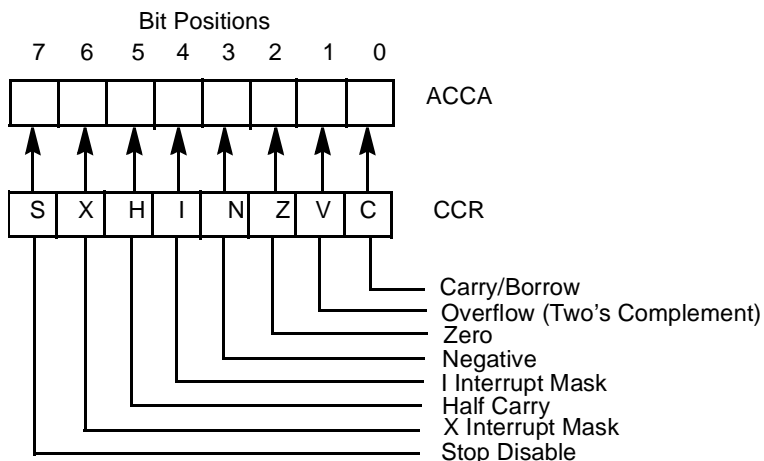 Bit Positions
7 6 5 4 3 2 1 0
ACCA
S X H I N Z V C CCR
Carry/Borrow
Overflow (Two's Complement)
Zero
Negative
I Interrupt Mask
Half Carry
X Interrupt Mask
Stop Disable